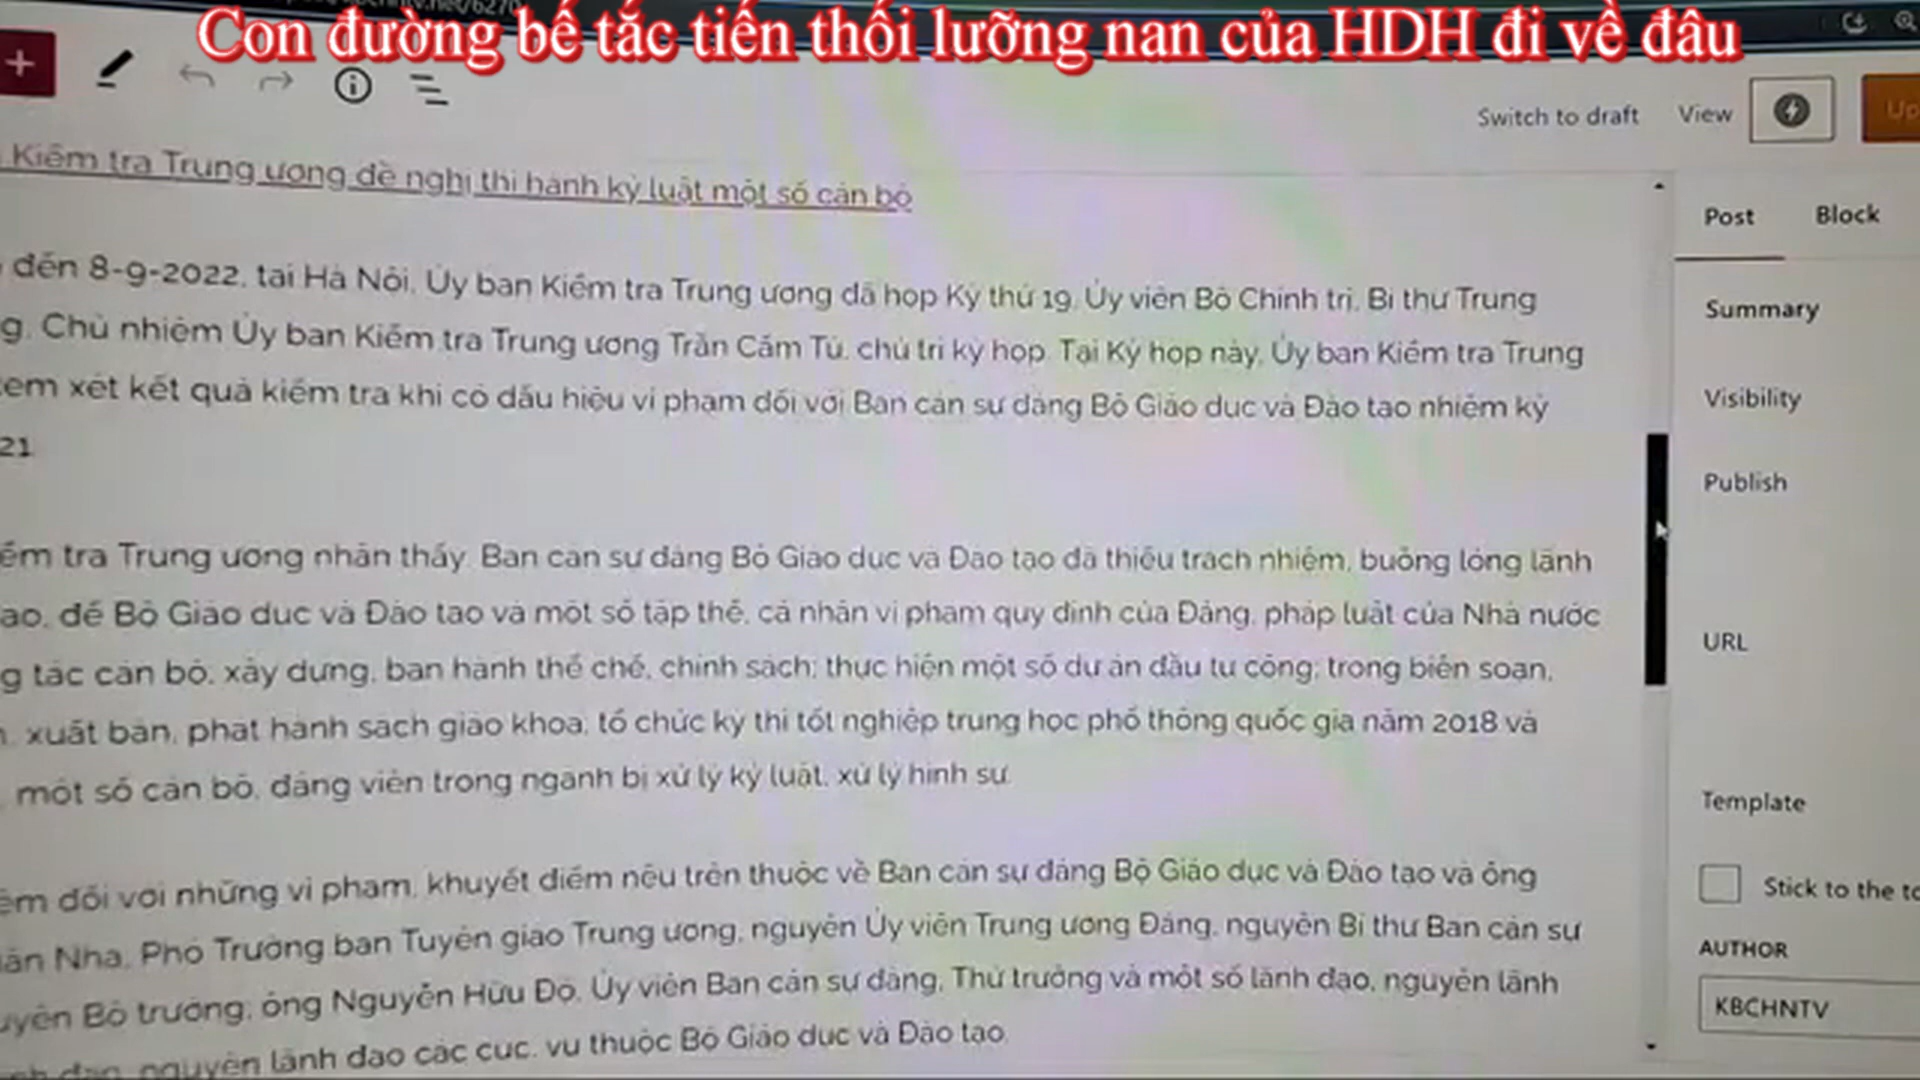 Con đường bế tắc tiến thối lưỡng nan của HDH đi về đâu
Switch to draft View
Kiểm tra Trung ương đề nghị thi hành kỷ luật một số cán bộ
Post Block
đến 8-9-2022, tại Hà Nội, Ủy ban Kiểm tra Trung ương đã họp Kỳ thứ 19. Ủy viên Bộ Chính trị, Bí thư Trung
g, Chủ nhiệm Ủy ban Kiểm tra Trung ương Trần Cẩm Tú, chủ trì kỳ họp. Tại Kỳ họp này, Ủy ban Kiểm tra Trung
em xét kết quả kiểm tra khi có dấu hiệu vi phạm đối với Ban cán sự đảng Bộ Giáo dục và Đào tạo nhiệm kỳ
21.
Summary
Visibility
Publish
ểm tra Trung ương nhận thấy: Ban cán sự đảng Bộ Giáo dục và Đào tạo đã thiếu trách nhiệm, buông lỏng lãnh
ạo, để Bộ Giáo dục và Đào tạo và một số tập thể, cá nhân vi phạm quy định của Đảng, pháp luật của Nhà nước
g tác cán bộ, xây dựng, ban hành thể chế, chính sách; thực hiện một số dự án đầu tư công; trong biên soạn,
, xuất bản, phát hành sách giáo khoa, tổ chức kỳ thi tốt nghiệp trung học phổ thông quốc gia năm 2018 và
một số cán bộ, đảng viên trong ngành bị xử lý kỷ luật, xử lý hình sự.
URL
Template
ệm đối với những vi phạm, khuyết điểm nêu trên thuộc về Ban cán sự đảng Bộ Giáo dục và Đào tạo và ông
ân Nhạ, Phó Trưởng ban Tuyên giáo Trung ương, nguyên Ủy viên Trung ương Đảng, nguyên Bí thư Ban cán sự
uyên Bộ trưởng; ông Nguyễn Hữu Độ, Ủy viên Ban cán sự đảng, Thứ trưởng và một số lãnh đạo, nguyên lãnh
nguyên lãnh đạo các cục, vụ thuộc Bộ Giáo dục và Đào tạo.
Stick to the to
AUTHOR
KBCHNTV